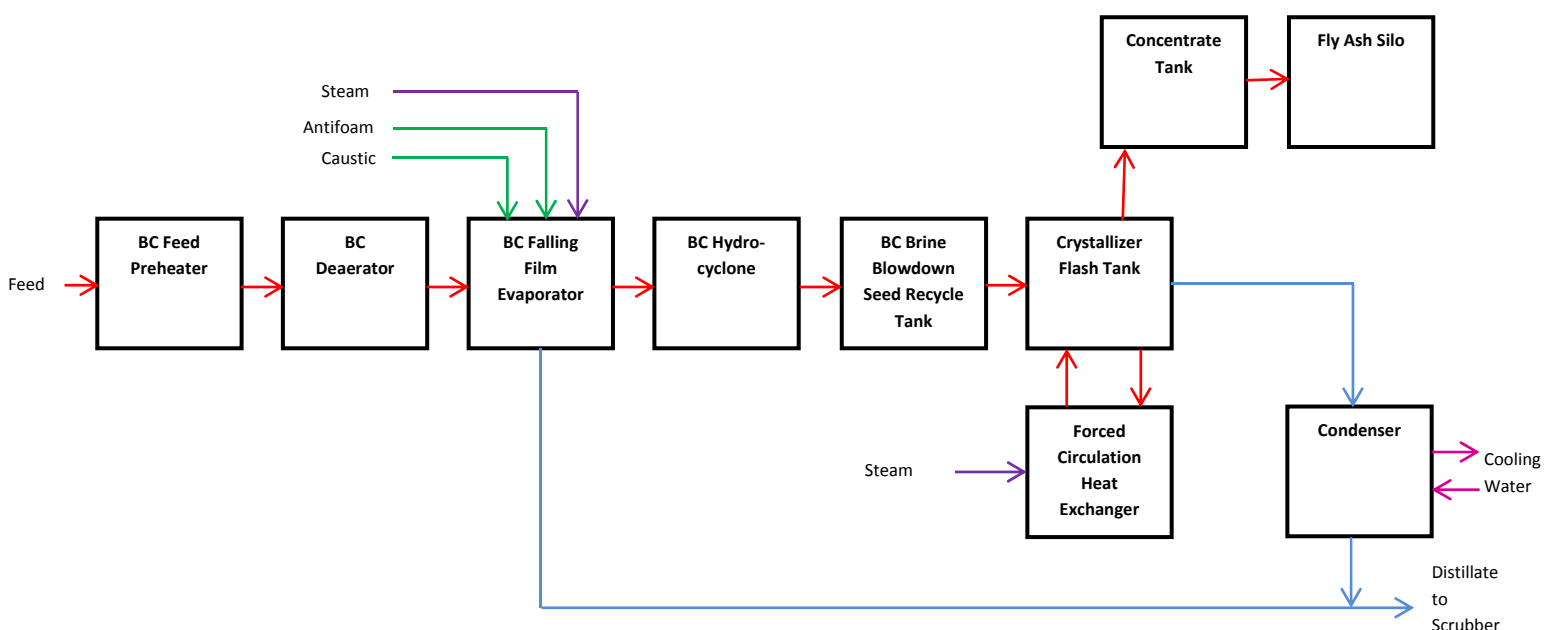 Concentrate
Tank
Fly Ash Silo
Steam
Antifoam
Caustic
Feed
BC Feed
Preheater
BC
Deaerator
BC Falling
Film
Evaporator
BC Hydro-
cyclone
BC Brine
Blowdown
Seed Recycle
Tank
Crystallizer
Flash Tank
Steam
Forced
Circulation
Heat
Exchanger
Condenser
Cooling
Water
Distillate
to
Scrubber